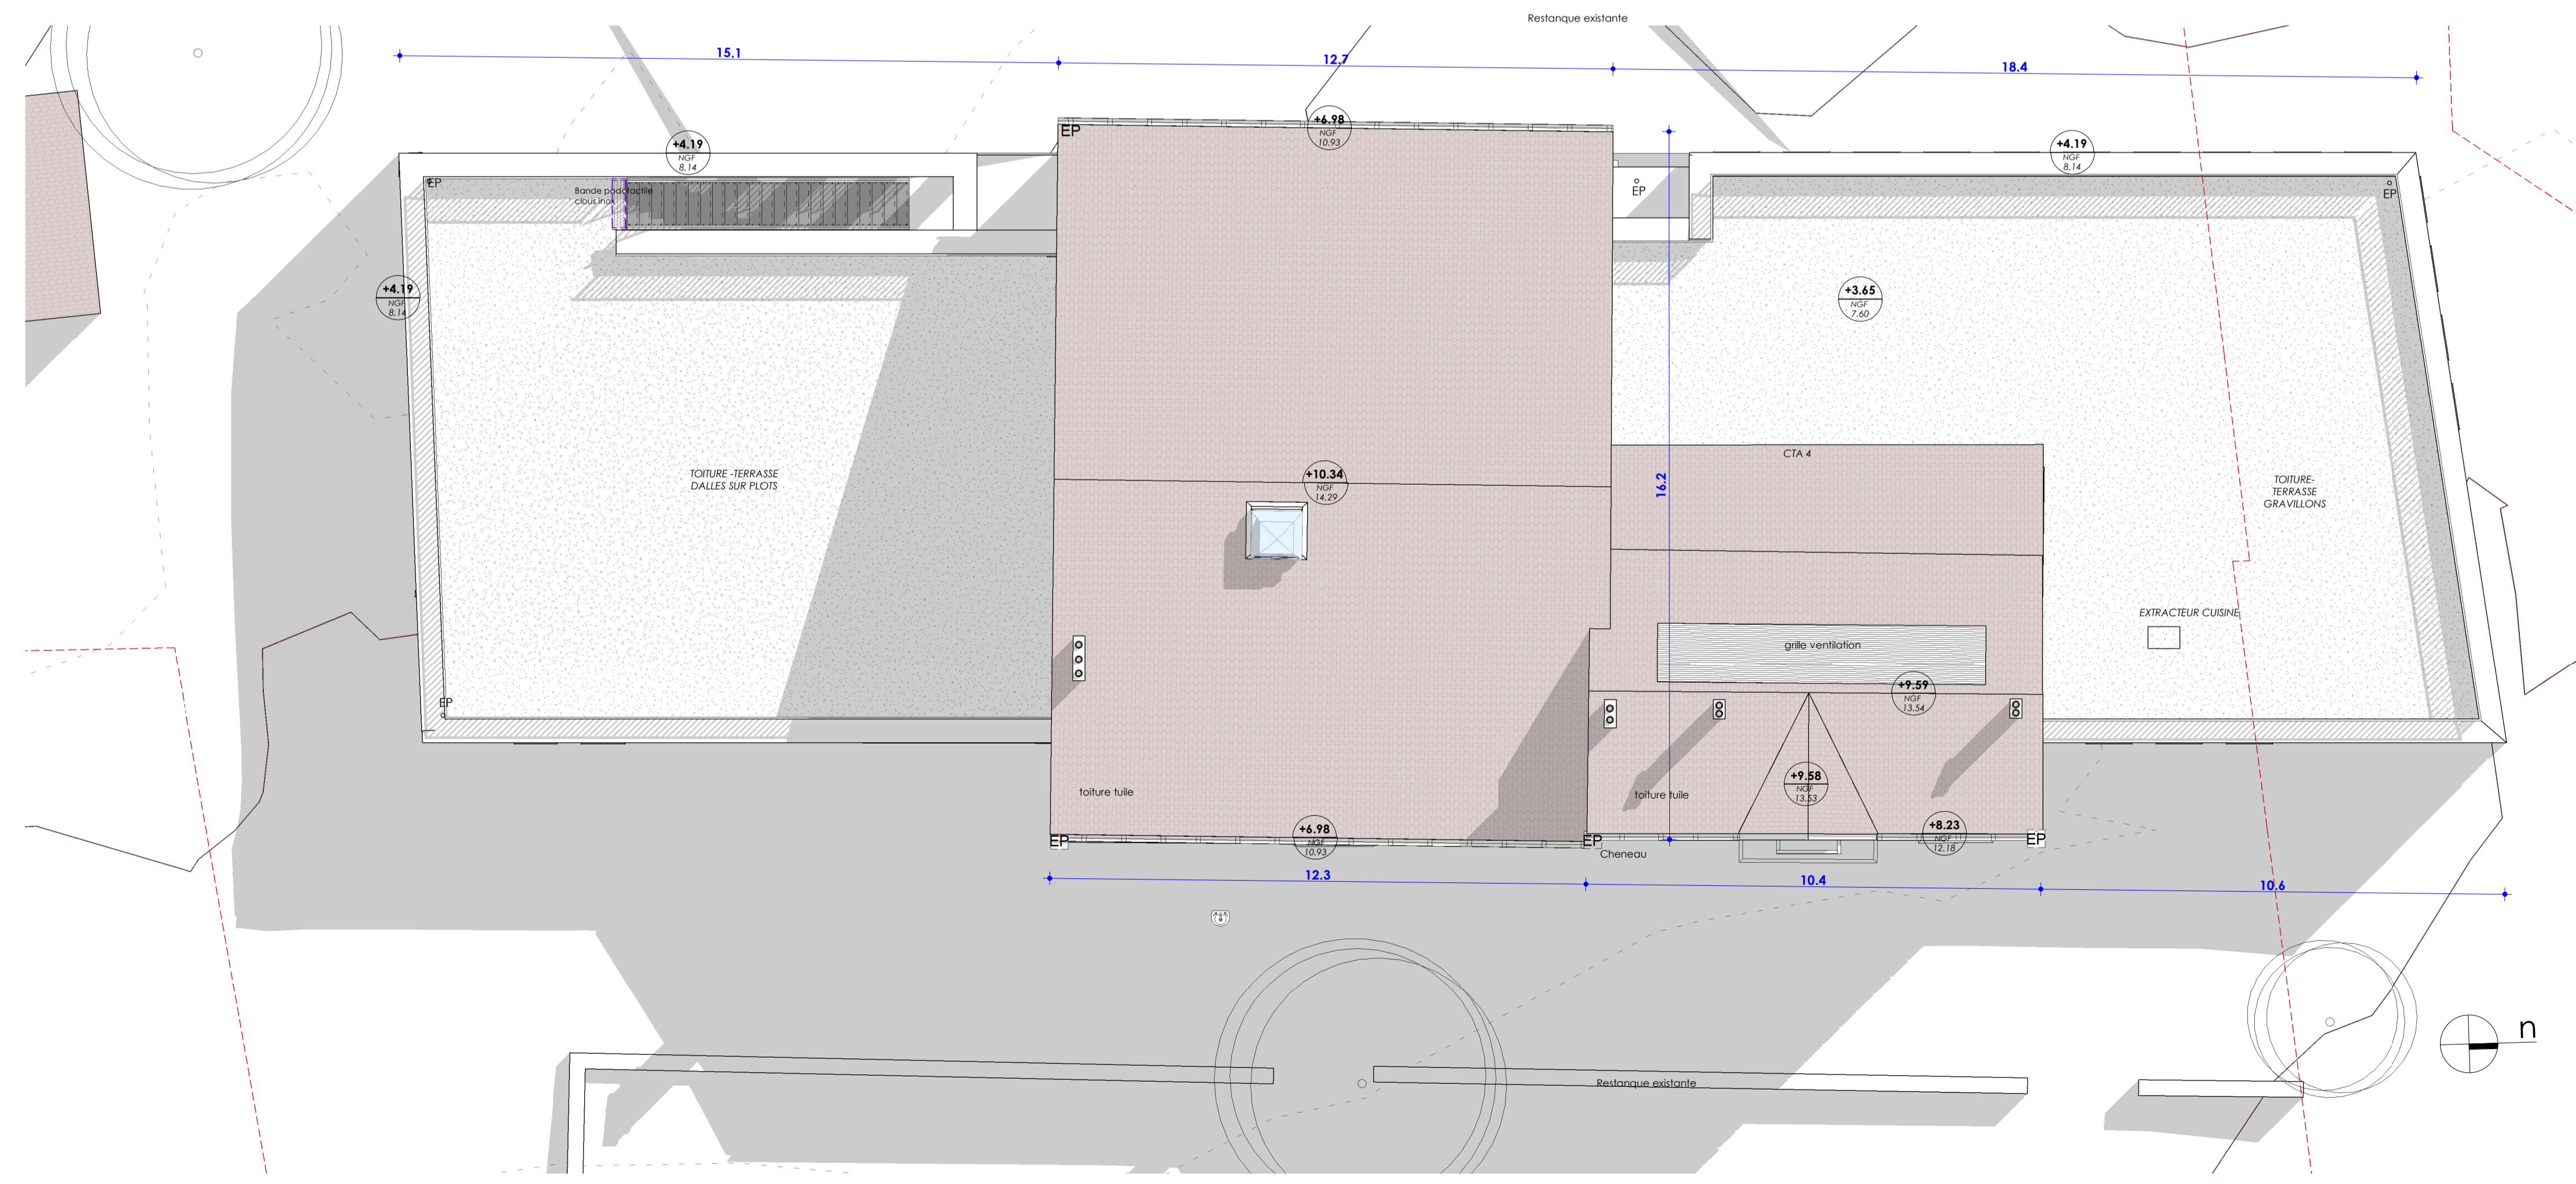 Restanque existante
15.1
12.7
18.4
+6.98
NGF
10.93
EP
+4.19
NGF
8.14
+4.19
NGF
8.14
EP
Bande podotactile
clous inox
EP
EP
+4.19
NGF
8.14
+3.65
NGF
7.60
CTA 4
TOITURE -TERRASSE
DALLES SUR PLOTS
+10.34
NGF
14.29
16.2
TOITURE-
TERRASSE
GRAVILLONS
EXTRACTEUR CUISINE
grille ventilation
+9.59
NGF
13.54
EP
+9.58
NGF
13.53
toiture tuile
toiture tuile
+6.98
NGF
10.93
+8.23
NGF
12.18
EP
EP
EP
Cheneau
12.3
10.4
10.6
n
Restanque existante